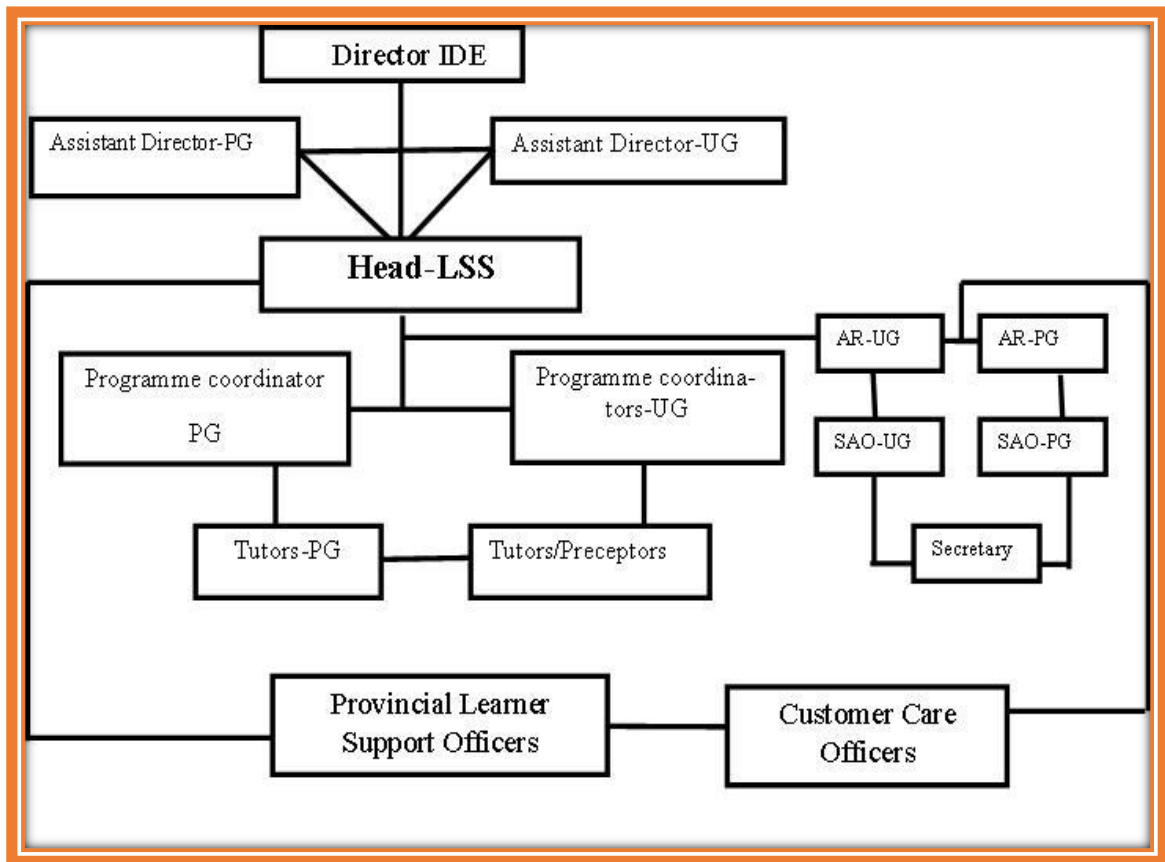 Director IDE
Assistant Director-PG
Assistant Director-UG
Head-LSS
AR-UG
AR-PG
Programme coordinator
PG
Programme coordina-
tors-UG
SAO-UG
SAO-PG
Tutors-PG
Tutors/Preceptors
Secretary
Provincial Learner
Support Officers
Customer Care
Officers